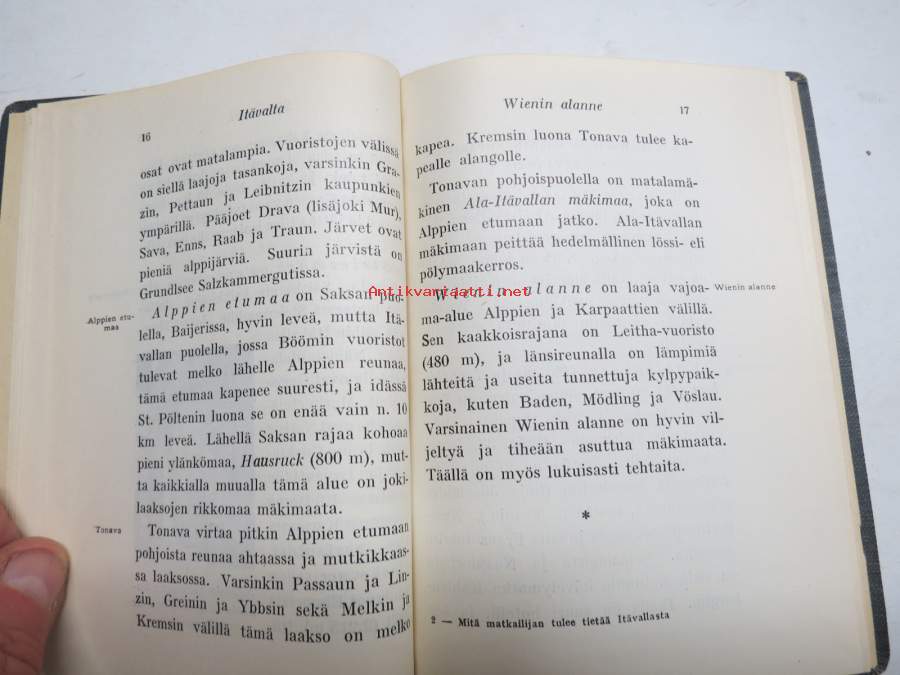 Itävalta
16
osat ovat matalampia. Vuoristojen välissä
on siellä laajoja tasankoja, varsinkin Gra-
zin, Pettaun ja Leibnitzin kaupunkien
ympärillä. Pääjoet Drava (lisäjoki Mur),
Sava, Enns, Raab ja Traun. Järvet ovat
pieniä alppijärviä. Suurin järvistä on
Grundlsee Salzkammergutissa.
Alppien etu-
maa
Alppien etumaa on Saksan puo-
lella, Baijerissa, hyvin leveä, mutta Itä-
vallan puolella, jossa Böömin vuoristot
tulevat melko lähelle Alppien reunaa,
tämä etumaa kapenee suuresti, ja idässä
St. Pöltenin luona se on enää vain n. 10
km leveä. Lähellä Saksan rajaa kohoaa
pieni ylänkömaa, Hausruck (800 m), mut-
ta kaikkialla muualla tämä alue on joki-
laaksojen rikkomaa mäkimaata.
Tonava
Tonava virtaa pitkin Alppien etumaan
pohjoista reunaa ahtaassa ja mutkikkaas-
sa laaksossa. Varsinkin Passaun ja Lin-
zin, Greinin ja Ybbsin sekä Melkin ja
Kremsin välillä tämä laakso on melko
Wienin alanne
17
kapea. Kremsin luona Tonava tulee ka-
pealle alangolle.
Tonavan pohjoispuolella on matalamä-
kinen Ala-Itävallan mäkimaa, joka on
Alppien etumaan jatko. Ala-Itävallan
mäkimaan peittää hedelmällinen lössi- eli
pölymaakerros.
Antikvariaatti.net
Wienin alanne on laaja vajoa-
Wienin alanne
ma-alue Alppien ja Karpaattien välillä.
Sen kaakkoisrajana on Leitha-vuoristo
(480 m), ja länsireunalla on lämpimiä
lähteitä ja useita tunnettuja kylpypaik-
koja, kuten Baden, Mödling ja Vöslau.
Varsinainen Wienin alanne on hyvin vil-
jeltyä ja tiheään asuttua mäkimaata.
Täällä on myös lukuisasti tehtaita.
*
2 — Mitä matkailijan tulee tietää Itävallasta